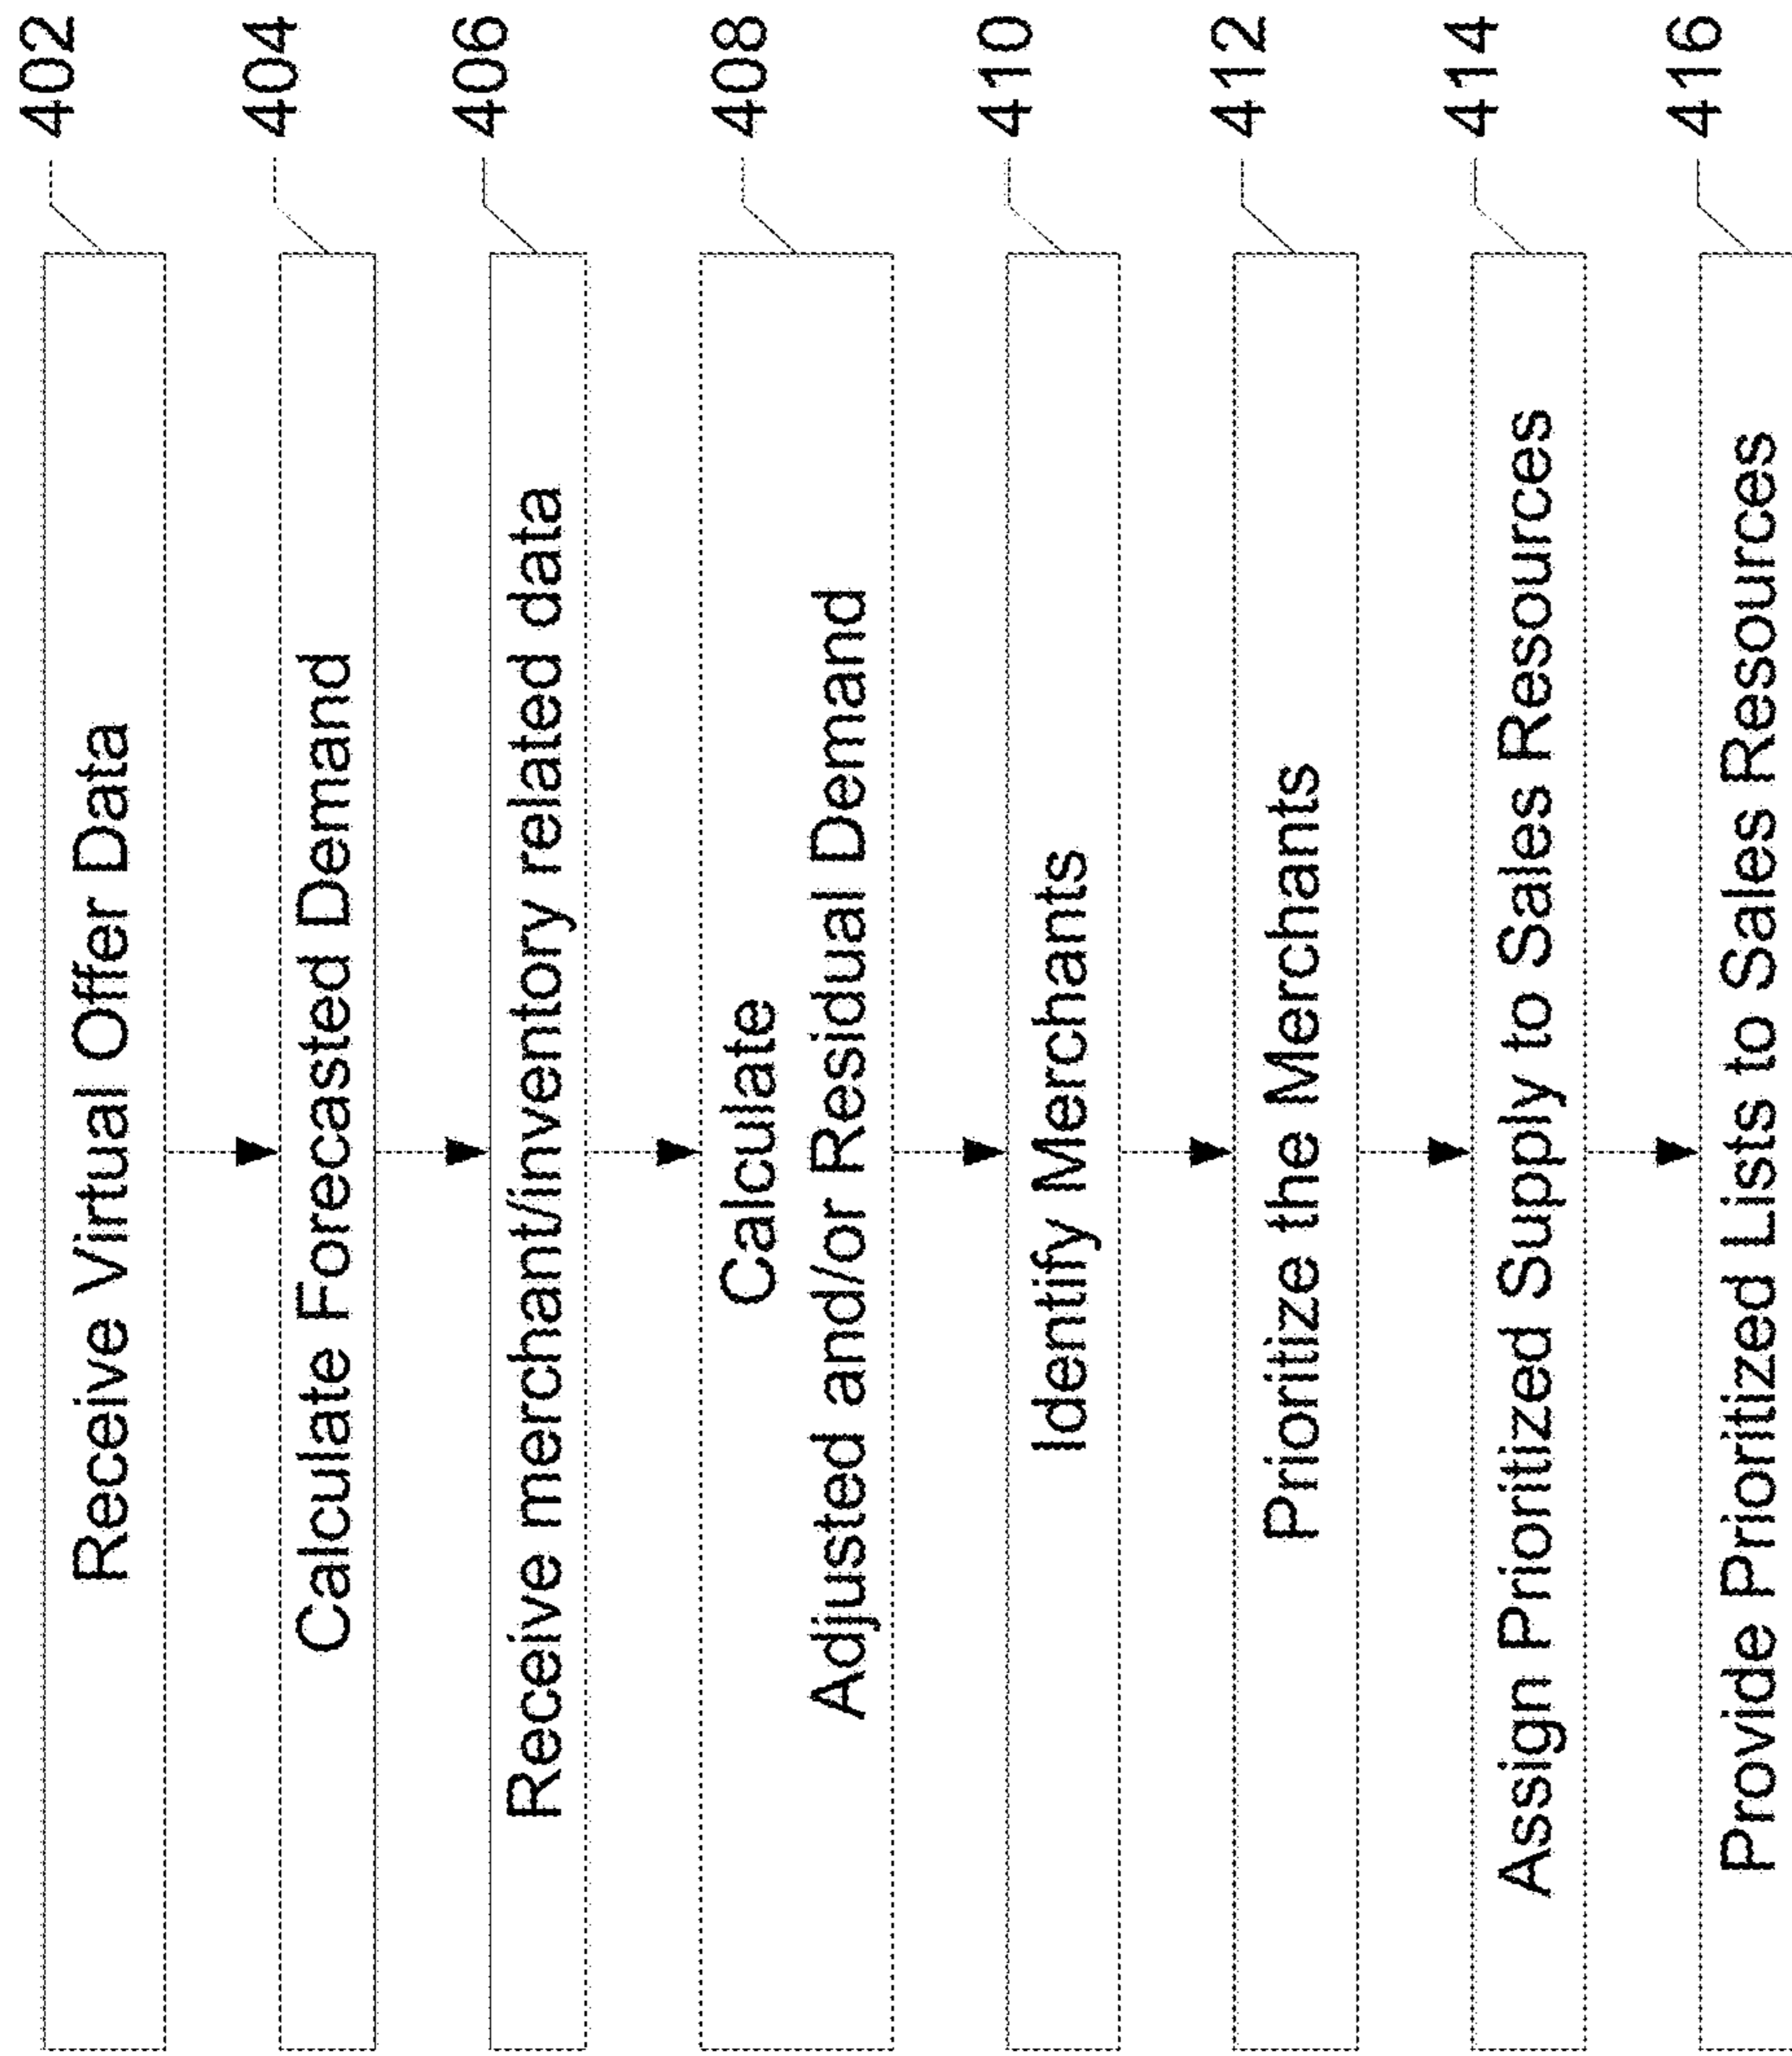 Receive Virtual Offer Data
402
Calculate Forecasted Demand
404
Receive merchant/inventory related data
406
Calculate
Adjusted and/or Residual Demand
408
Identify Merchants
410
Prioritize the Merchants
412
Assign Prioritized Supply to Sales Resources
414
Provide Prioritized Lists to Sales Resources
416